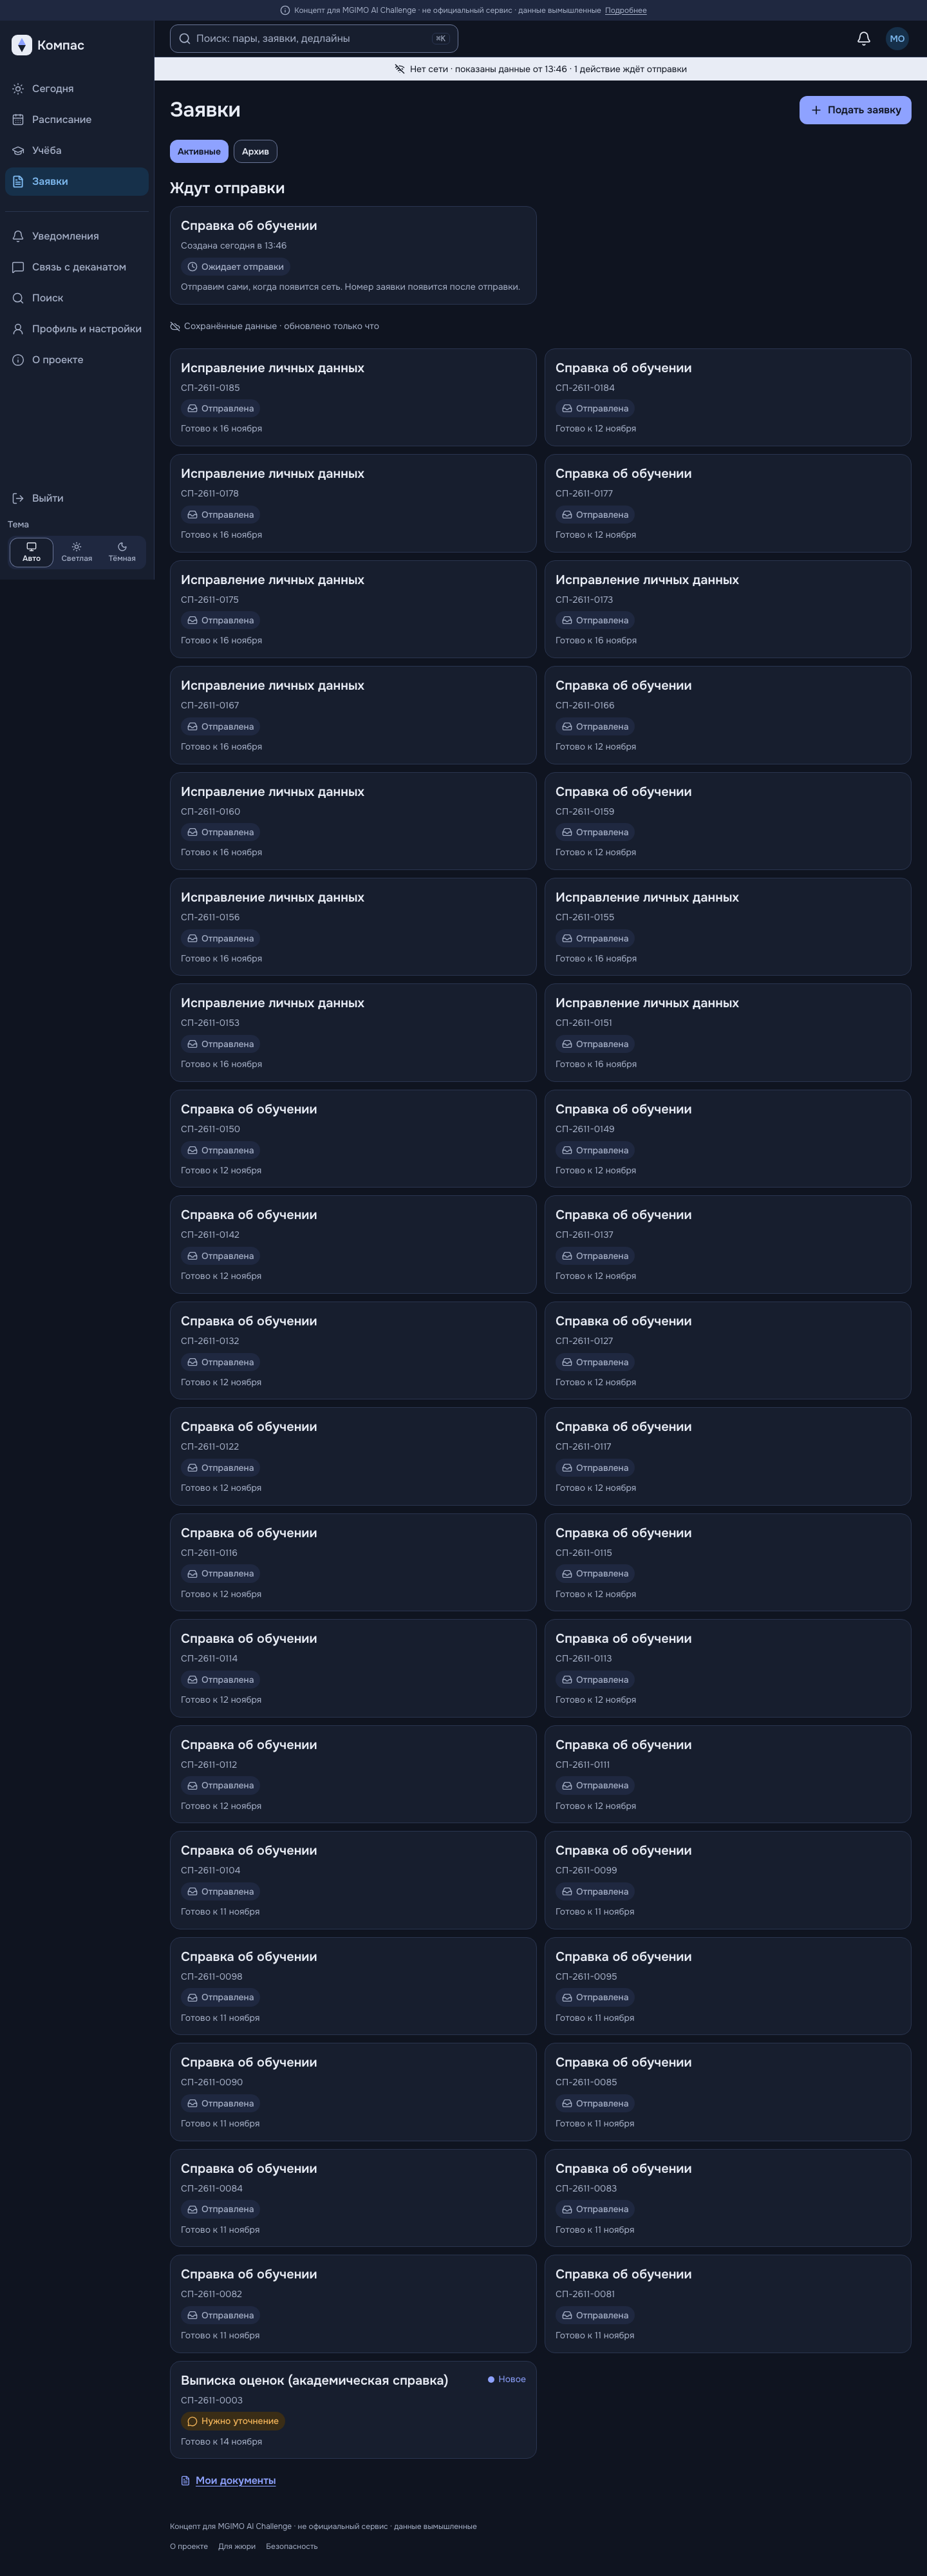 Концепт для MGIMO AI Challenge · не официальный сервис · данные вымышленные Подробнее
Компас
Поиск: пары, заявки, дедлайны
⌘K
МО
Сегодня
Расписание
Учёба
Заявки
Уведомления
Связь с деканатом
Поиск
Профиль и настройки
О проекте
Выйти
Тема
Авто
Светлая
Тёмная
Нет сети · показаны данные от 13:46 · 1 действие ждёт отправки
Заявки
Подать заявку
Активные
Архив
Ждут отправки
Справка об обучении
Создана сегодня в 13:46
Ожидает отправки
Отправим сами, когда появится сеть. Номер заявки появится после отправки.
Сохранённые данные · обновлено только что
Исправление личных данных
СП-2611-0185
Отправлена
Готово к 16 ноября
Справка об обучении
СП-2611-0184
Отправлена
Готово к 12 ноября
Исправление личных данных
СП-2611-0178
Отправлена
Готово к 16 ноября
Справка об обучении
СП-2611-0177
Отправлена
Готово к 12 ноября
Исправление личных данных
СП-2611-0175
Отправлена
Готово к 16 ноября
Исправление личных данных
СП-2611-0173
Отправлена
Готово к 16 ноября
Исправление личных данных
СП-2611-0167
Отправлена
Готово к 16 ноября
Справка об обучении
СП-2611-0166
Отправлена
Готово к 12 ноября
Исправление личных данных
СП-2611-0160
Отправлена
Готово к 16 ноября
Справка об обучении
СП-2611-0159
Отправлена
Готово к 12 ноября
Исправление личных данных
СП-2611-0156
Отправлена
Готово к 16 ноября
Исправление личных данных
СП-2611-0155
Отправлена
Готово к 16 ноября
Исправление личных данных
СП-2611-0153
Отправлена
Готово к 16 ноября
Исправление личных данных
СП-2611-0151
Отправлена
Готово к 16 ноября
Справка об обучении
СП-2611-0150
Отправлена
Готово к 12 ноября
Справка об обучении
СП-2611-0149
Отправлена
Готово к 12 ноября
Справка об обучении
СП-2611-0142
Отправлена
Готово к 12 ноября
Справка об обучении
СП-2611-0137
Отправлена
Готово к 12 ноября
Справка об обучении
СП-2611-0132
Отправлена
Готово к 12 ноября
Справка об обучении
СП-2611-0127
Отправлена
Готово к 12 ноября
Справка об обучении
СП-2611-0122
Отправлена
Готово к 12 ноября
Справка об обучении
СП-2611-0117
Отправлена
Готово к 12 ноября
Справка об обучении
СП-2611-0116
Отправлена
Готово к 12 ноября
Справка об обучении
СП-2611-0115
Отправлена
Готово к 12 ноября
Справка об обучении
СП-2611-0114
Отправлена
Готово к 12 ноября
Справка об обучении
СП-2611-0113
Отправлена
Готово к 12 ноября
Справка об обучении
СП-2611-0112
Отправлена
Готово к 12 ноября
Справка об обучении
СП-2611-0111
Отправлена
Готово к 12 ноября
Справка об обучении
СП-2611-0104
Отправлена
Готово к 11 ноября
Справка об обучении
СП-2611-0099
Отправлена
Готово к 11 ноября
Справка об обучении
СП-2611-0098
Отправлена
Готово к 11 ноября
Справка об обучении
СП-2611-0095
Отправлена
Готово к 11 ноября
Справка об обучении
СП-2611-0090
Отправлена
Готово к 11 ноября
Справка об обучении
СП-2611-0085
Отправлена
Готово к 11 ноября
Справка об обучении
СП-2611-0084
Отправлена
Готово к 11 ноября
Справка об обучении
СП-2611-0083
Отправлена
Готово к 11 ноября
Справка об обучении
СП-2611-0082
Отправлена
Готово к 11 ноября
Справка об обучении
СП-2611-0081
Отправлена
Готово к 11 ноября
Выписка оценок (академическая справка)
Новое
СП-2611-0003
Нужно уточнение
Готово к 14 ноября
Мои документы
Концепт для MGIMO AI Challenge · не официальный сервис · данные вымышленные
О проекте
Для жюри
Безопасность